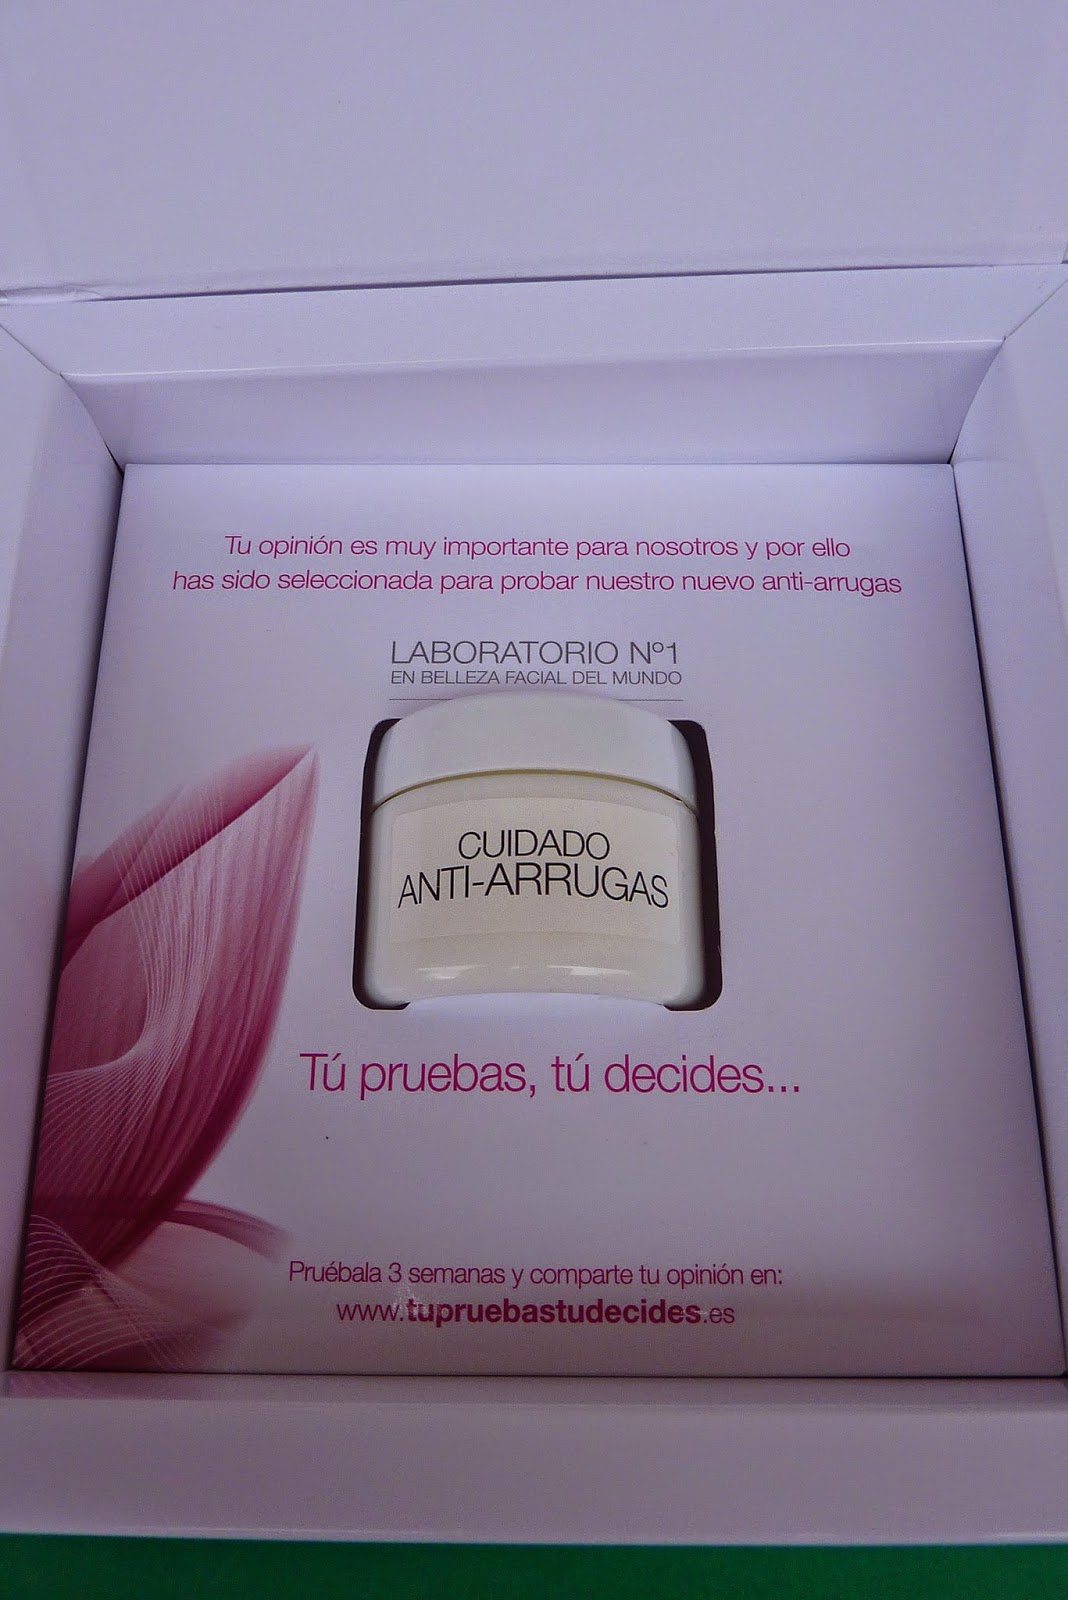 Tu opinión es muy importante para nosotros y por ello
has sido seleccionada para probar nuestro nuevo anti-arrugas
LABORATORIO Nº1
EN BELLEZA FACIAL DEL MUNDO
CUIDADO
ANTI-ARRUGAS
Tú pruebas, tú decides...
Pruébala 3 semanas y comparte tu opinión en:
www.tupruebastudecides.es